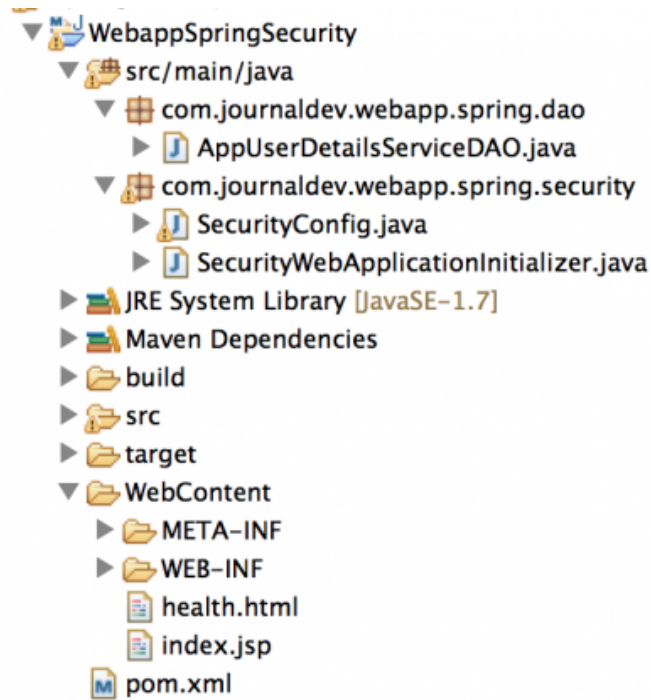 WebappSpringSecurity
src/main/java
com.journaldev.webapp.spring.dao
AppUserDetailsServiceDAO.java
com.journaldev.webapp.spring.security
SecurityConfig.java
SecurityWebApplicationInitializer.java
JRE System Library [JavaSE-1.7]
Maven Dependencies
build
src
target
WebContent
META-INF
WEB-INF
health.html
index.jsp
pom.xml